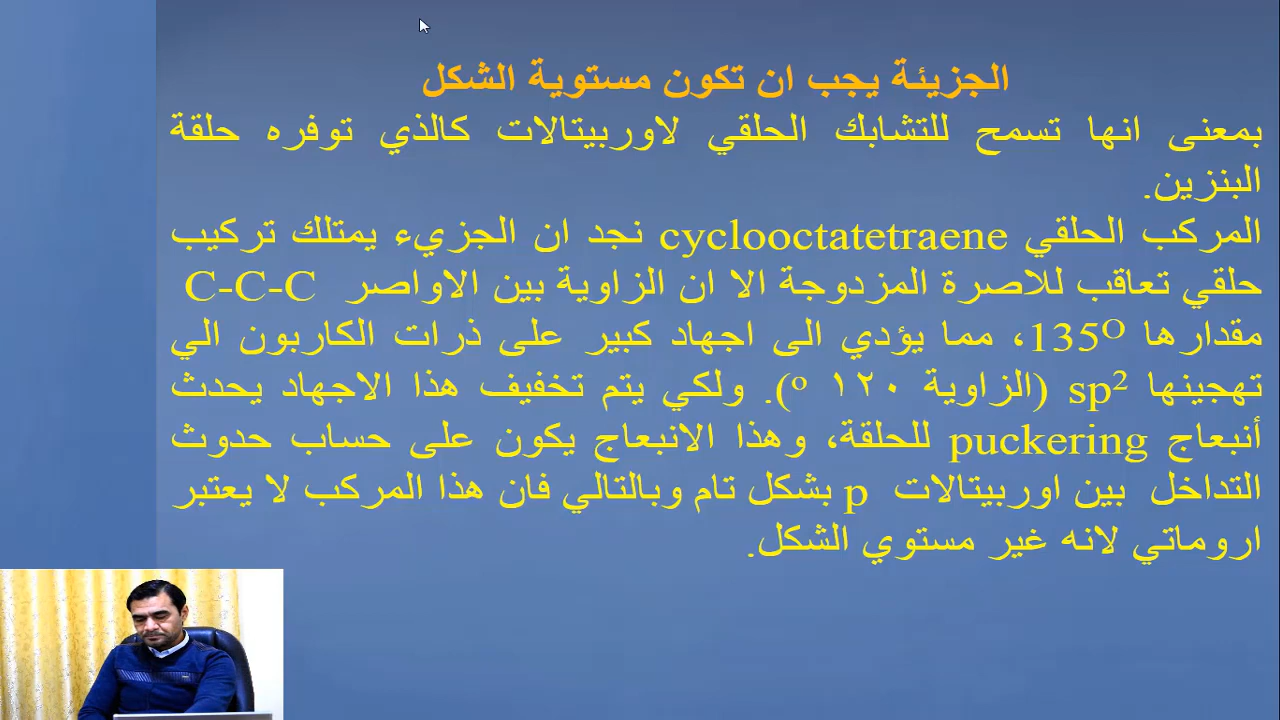 الجزيئة يجب ان تكون مستوية الشكل
بمعنى انها تسمح للتشابك الحلقي لاوربيتالات كالذي توفره حلقة
البنزين.
المركب الحلقي cyclooctatetraene نجد ان الجزيء يمتلك تركيب
حلقي تعاقب للاصرة المزدوجة الا ان الزاوية بين الاواصر C-C-C
مقدارها 135O، مما يؤدي الى اجهاد كبير على ذرات الكاربون الي
تهجينها sp2 (الزاوية ١٢٠ o). ولكي يتم تخفيف هذا الاجهاد يحدث
أنبعاج puckering للحلقة، وهذا الانبعاج يكون على حساب حدوث
التداخل بين اوربيتالات p بشكل تام وبالتالي فان هذا المركب لا يعتبر
اروماتي لانه غير مستوي الشكل.